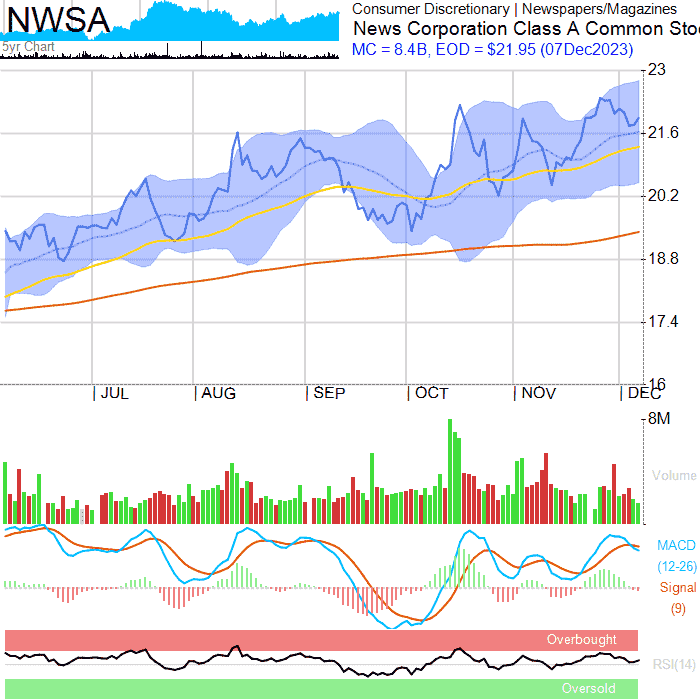 NWSA
Consumer Discretionary | Newspapers/Magazines
News Corporation Class A Common Sto
MC = 8.4B, EOD = $21.95 (07Dec2023)
5yr Chart
23
21.6
20.2
18.8
17.4
16
JUL AUG SEP OCT NOV DEC
8M
Volume
MACD
(12-26)
Signal
(9)
Overbought
RSI(14)
Oversold